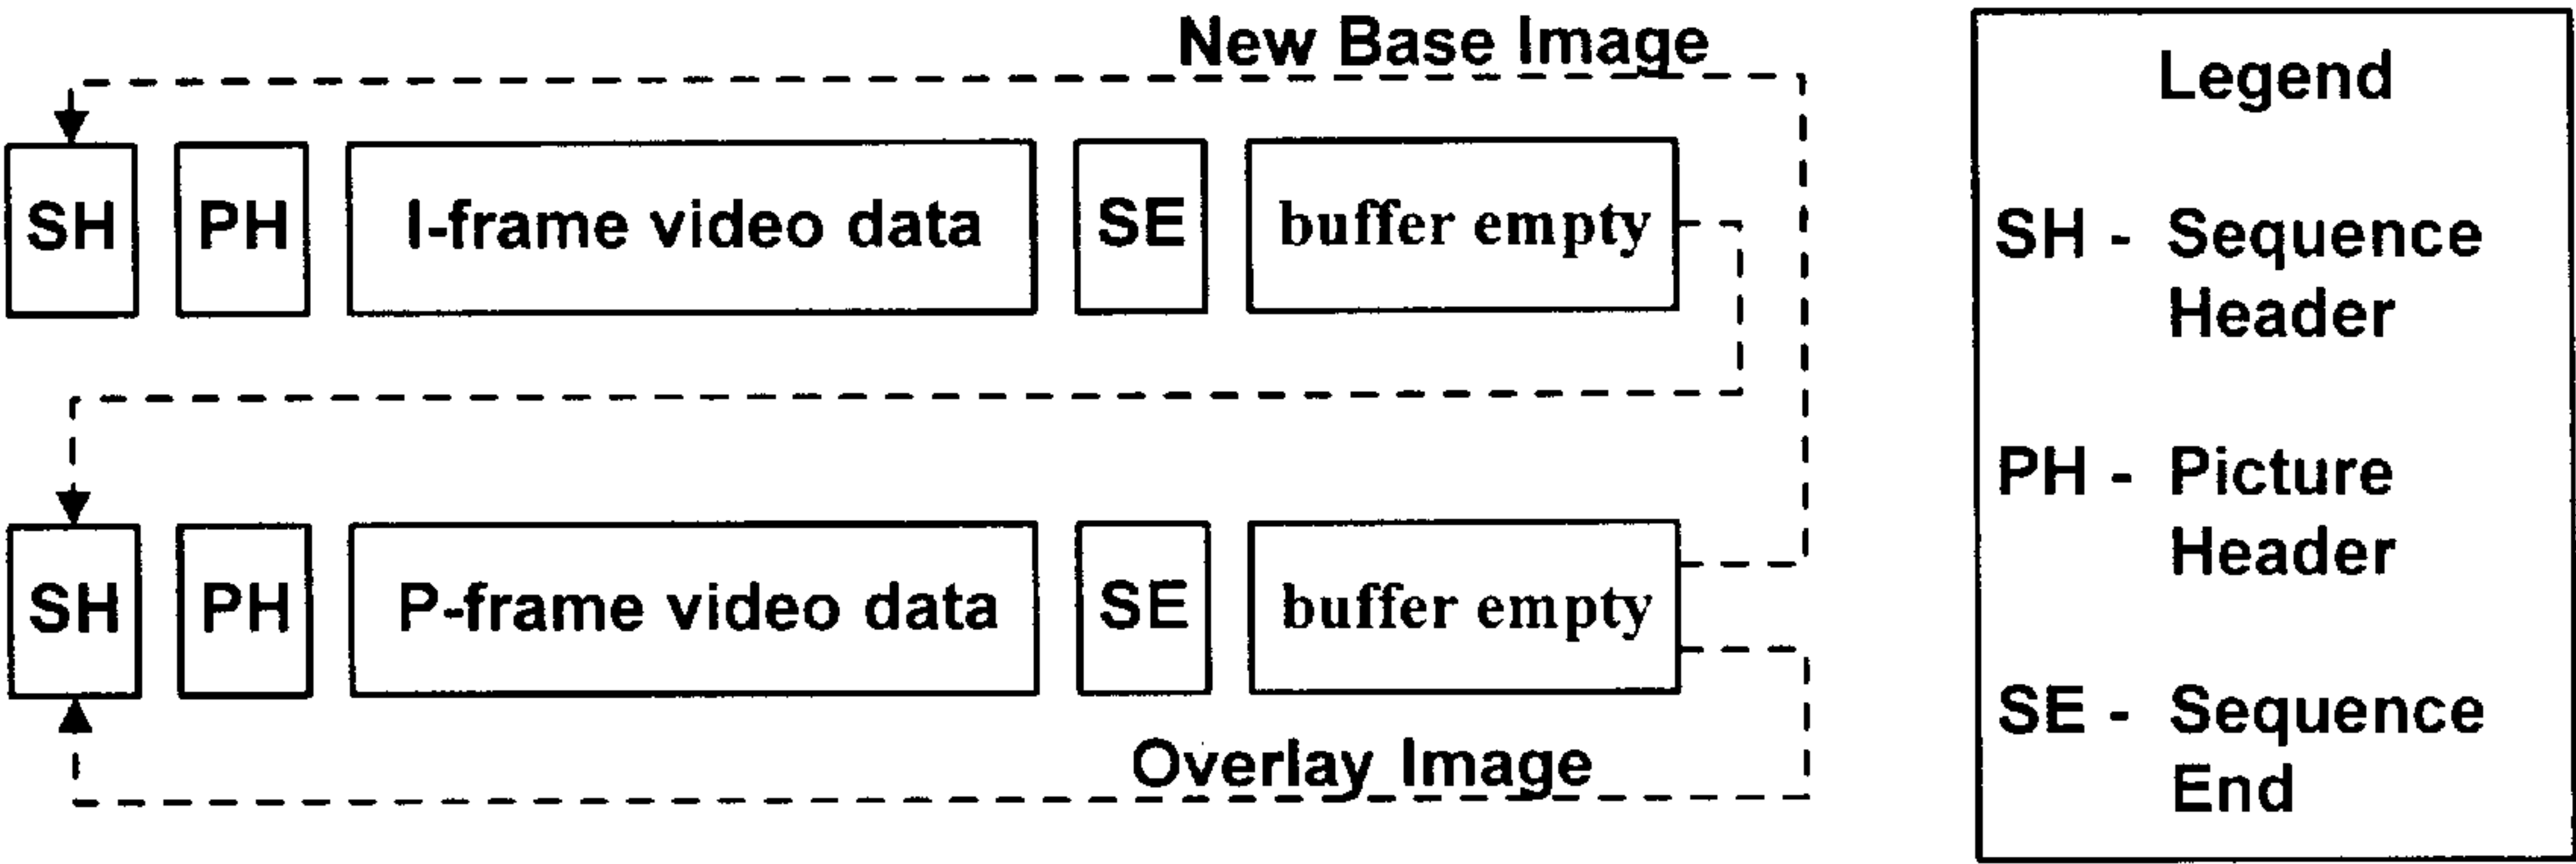 New Base Image
SH PH I-frame video data SE buffer empty
SH PH P-frame video data SE buffer empty
Overlay Image
Legend
SH - Sequence
Header
PH - Picture
Header
SE - Sequence
End